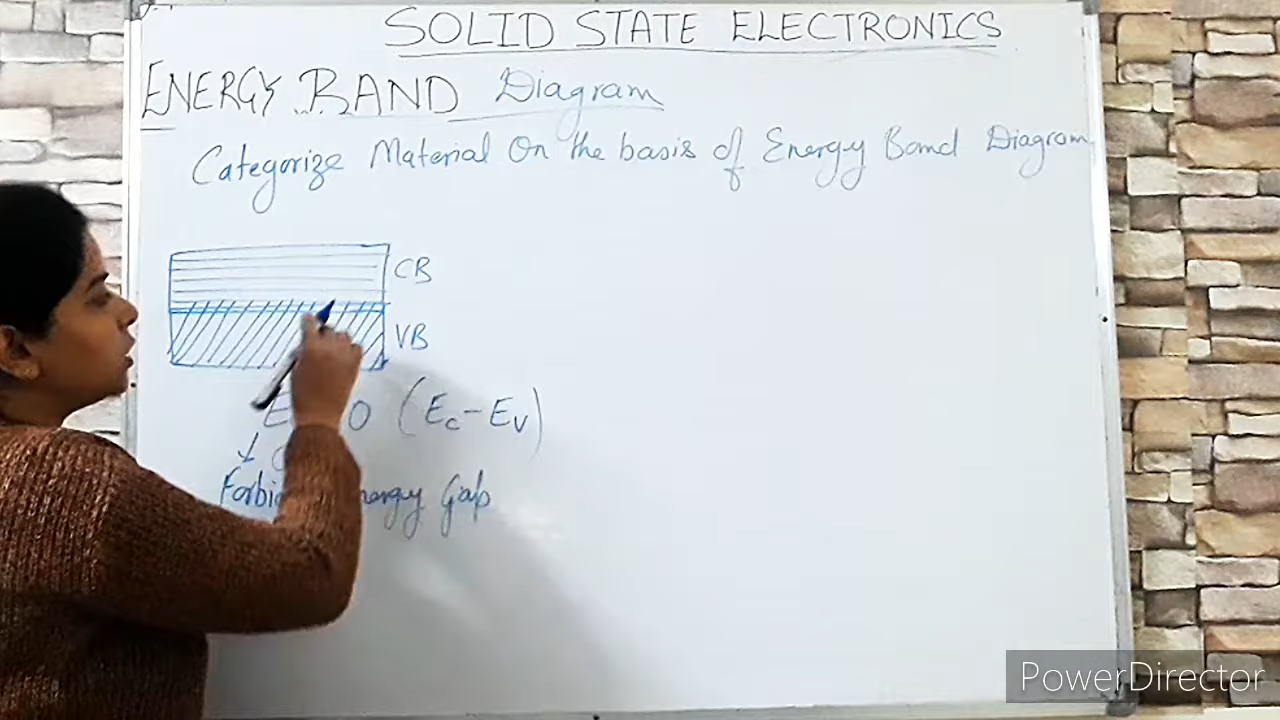 SOLID STATE ELECTRONICS
ENERGY BAND Diagram
Categorize Material On the basis of Energy Band Diagram
CB
VB
E 0 (Ec - Ev)
Gap
PowerDirector